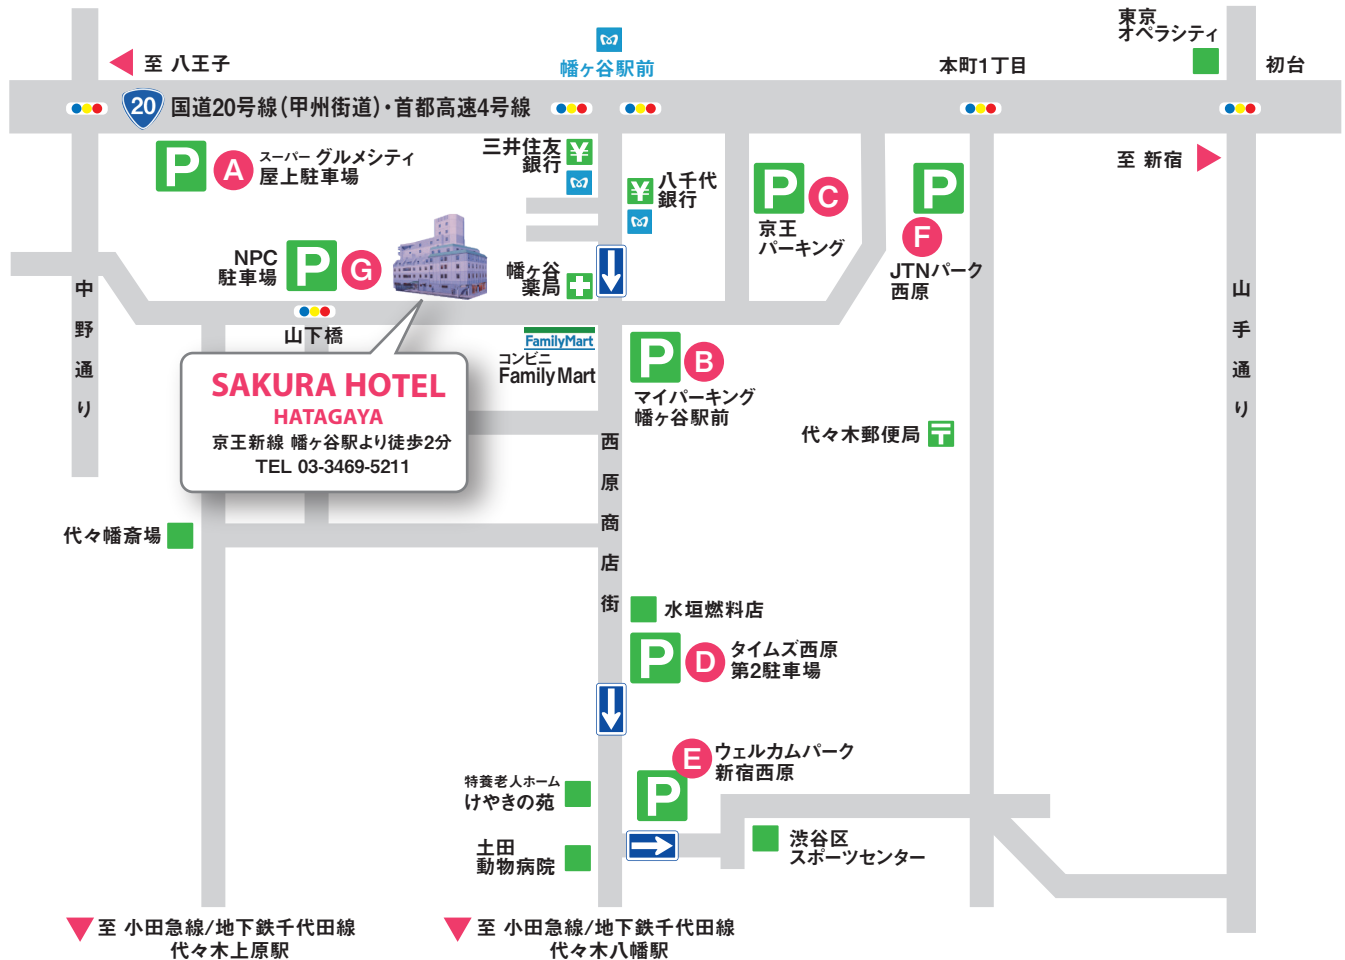 東京
オペラシティ
至 八王子
幡ヶ谷駅前
本町1丁目
初台
20
国道20号線(甲州街道)・首都高速4号線
P
A
スーパー グルメシティ
屋上駐車場
三井住友
銀行
¥
¥
八千代
銀行
P
C
京王
パーキング
P
F
JTNパーク
西原
至 新宿
NPC
駐車場
P
G
幡ヶ谷
薬局
中野通り
山手通り
山下橋
FamilyMart
コンビニ
Family Mart
P
B
マイパーキング
幡ヶ谷駅前
SAKURA HOTEL
HATAGAYA
京王新線 幡ヶ谷駅より徒歩2分
TEL 03-3469-5211
西原商店街
代々木郵便局
〒
代々幡斎場
水垣燃料店
P
D
タイムズ西原
第2駐車場
E
ウェルカムパーク
新宿西原
P
特養老人ホーム
けやきの苑
土田
動物病院
渋谷区
スポーツセンター
至 小田急線/地下鉄千代田線
代々木上原駅
至 小田急線/地下鉄千代田線
代々木八幡駅